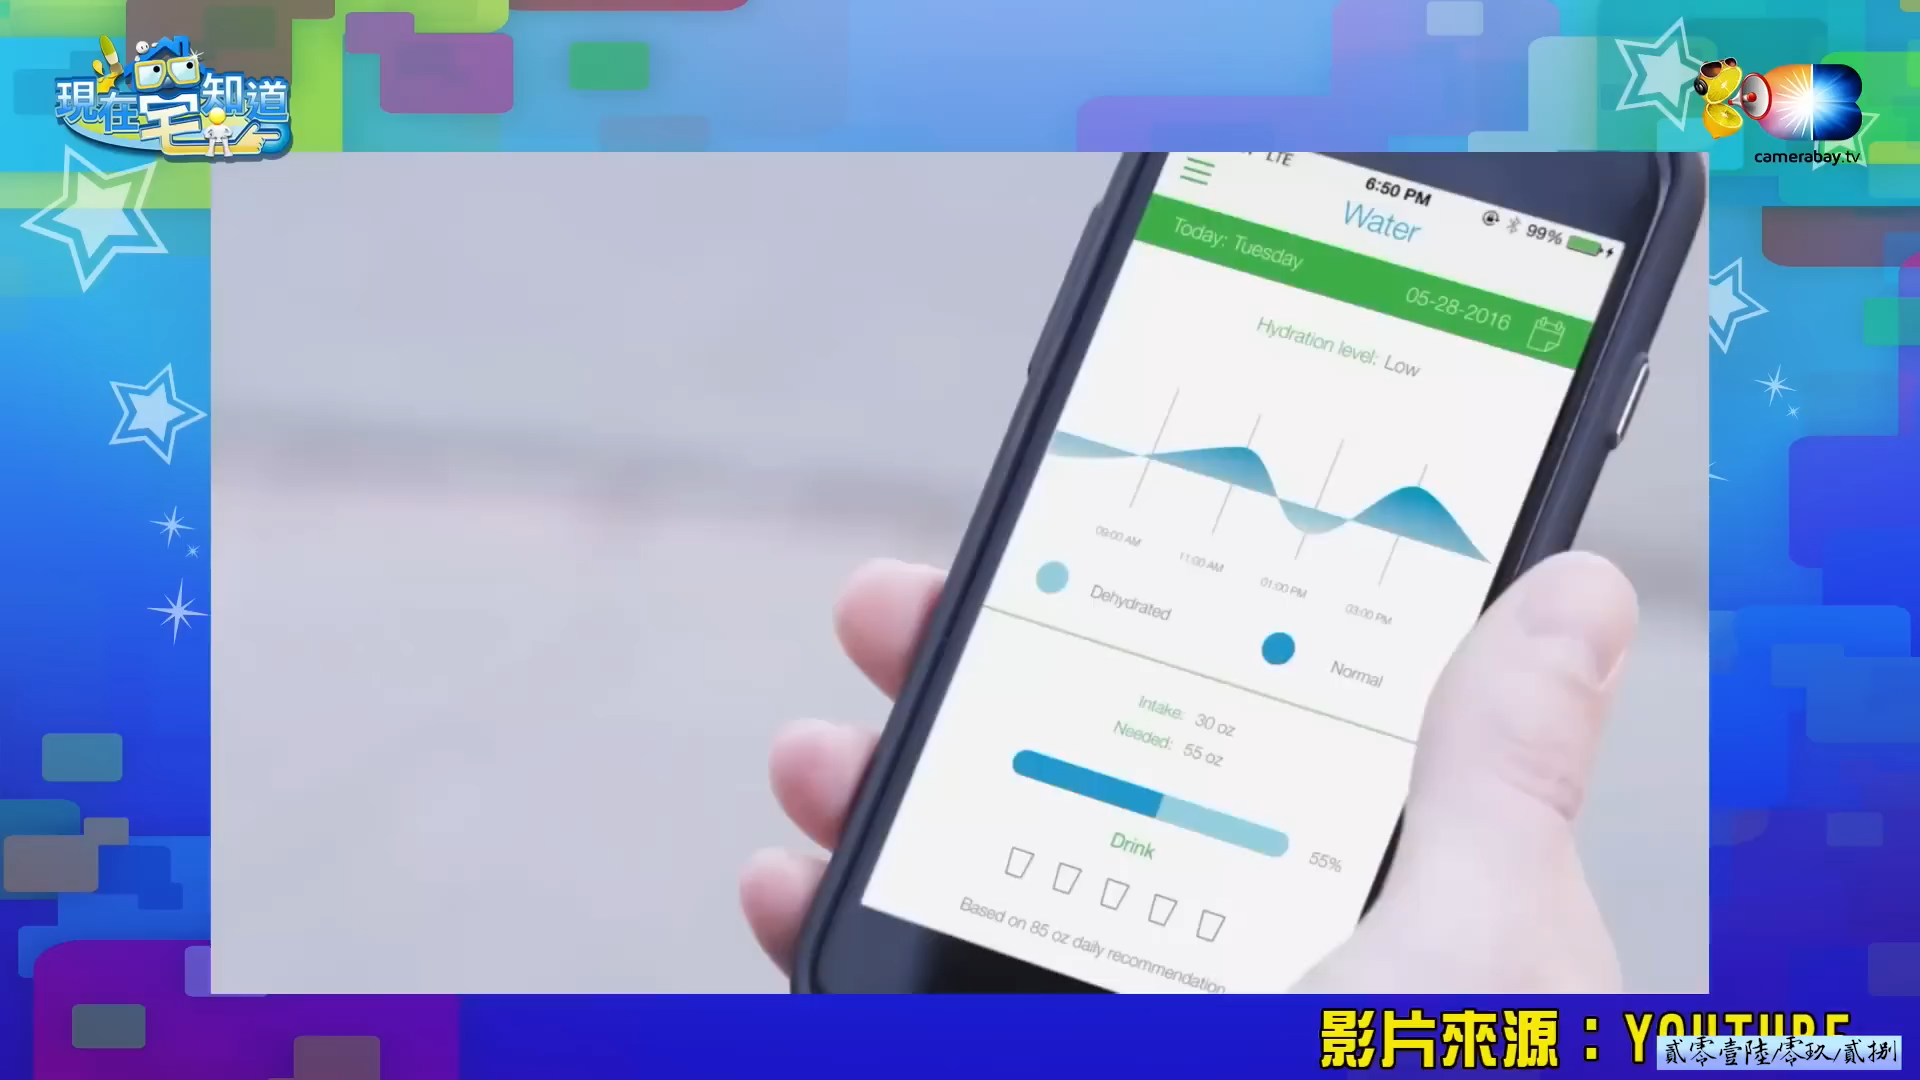 現在宅知道
camerabay.tv
LTE
6:50 PM
99%
Water
Today: Tuesday
05-28-2016
Hydration level: Low
09:00 AM
11:00 AM
01:00 PM
03:00 PM
Dehydrated
Normal
Intake: 30 oz
Needed: 55 oz
55%
Drink
Based on 85 oz daily recommendation
影片來源：YOUTUBE
貳零壹陸/零玖/貳捌